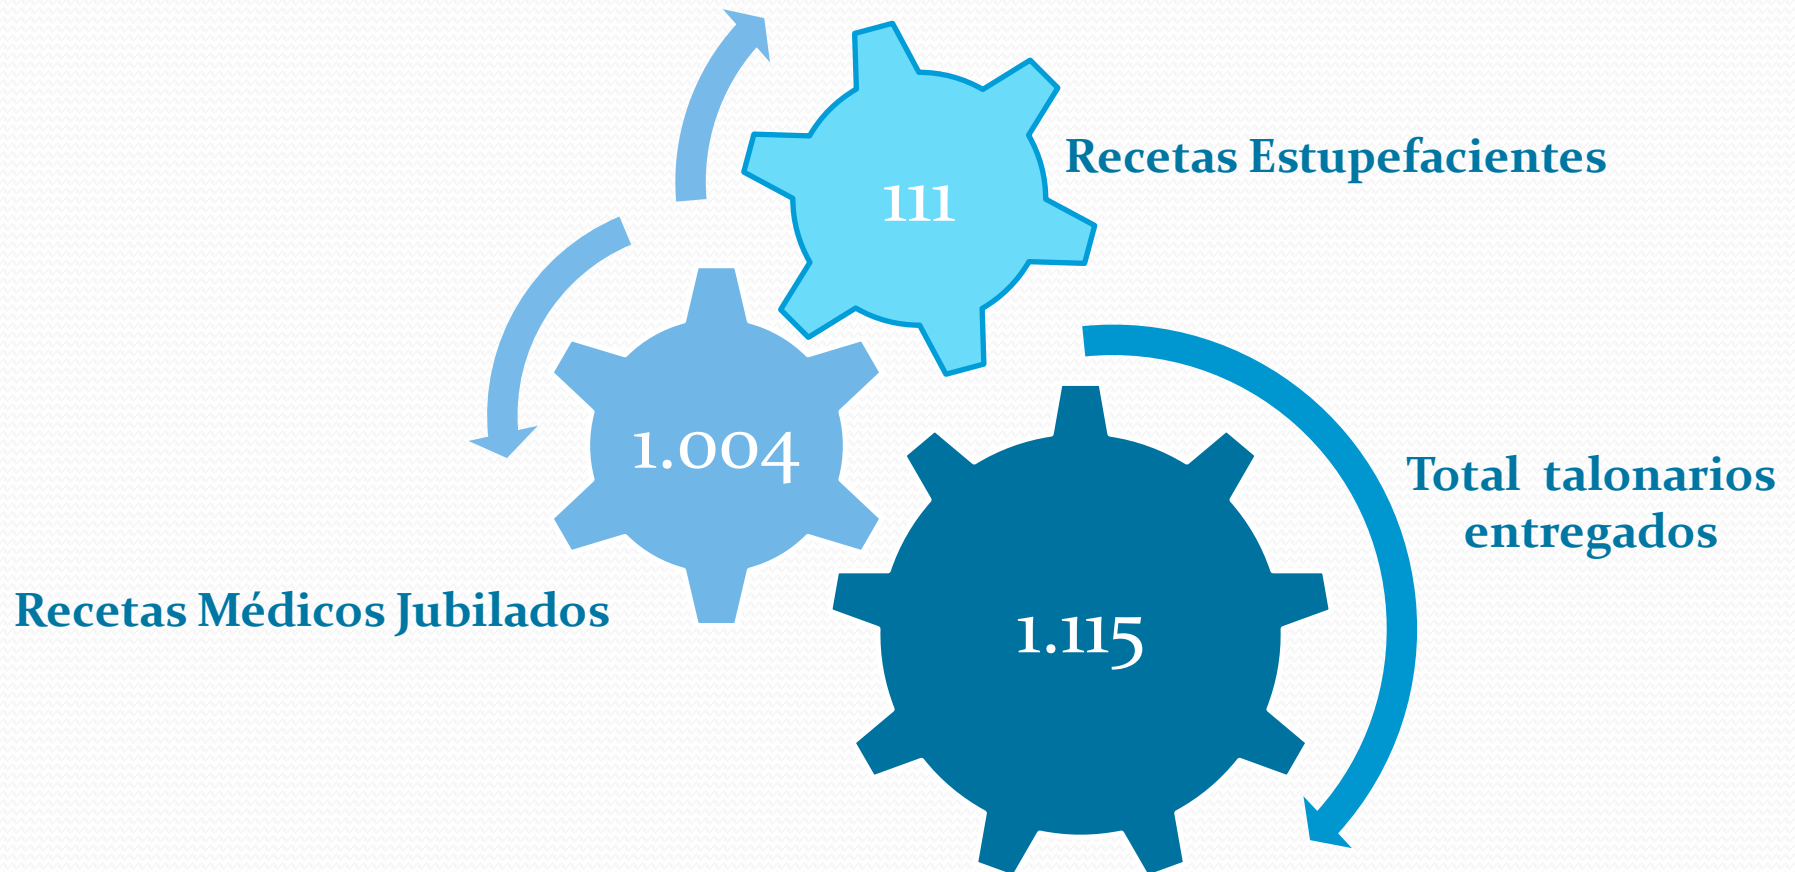 111
Recetas Estupefacientes
1.004
Recetas Médicos Jubilados
Total talonarios
entregados
1.115